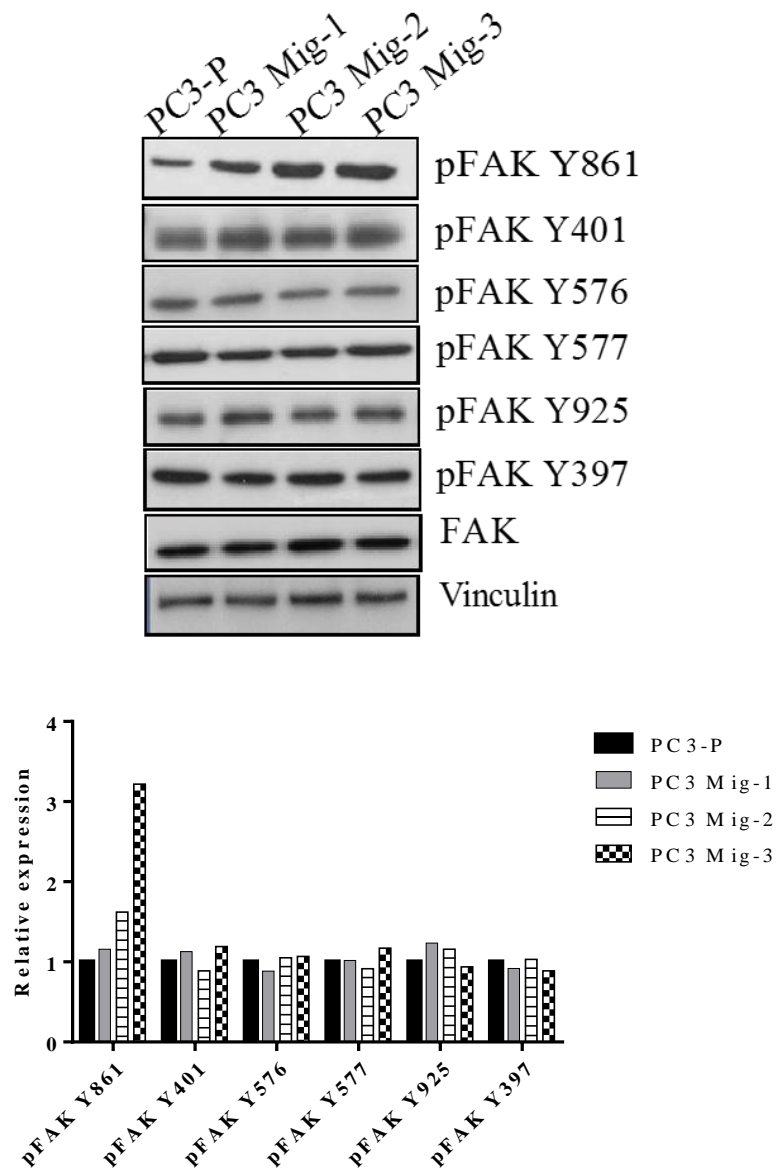 PC3-P PC3 Mig-1 PC3 Mig-2 PC3 Mig-3
pFAK Y861
pFAK Y401
pFAK Y576
pFAK Y577
pFAK Y925
pFAK Y397
FAK
Vinculin
Relative expression
4
3
2
1
0
pFAK Y861 pFAK Y401 pFAK Y576 pFAK Y577 pFAK Y925 pFAK Y397
PC3-P
PC3 Mig-1
PC3 Mig-2
PC3 Mig-3